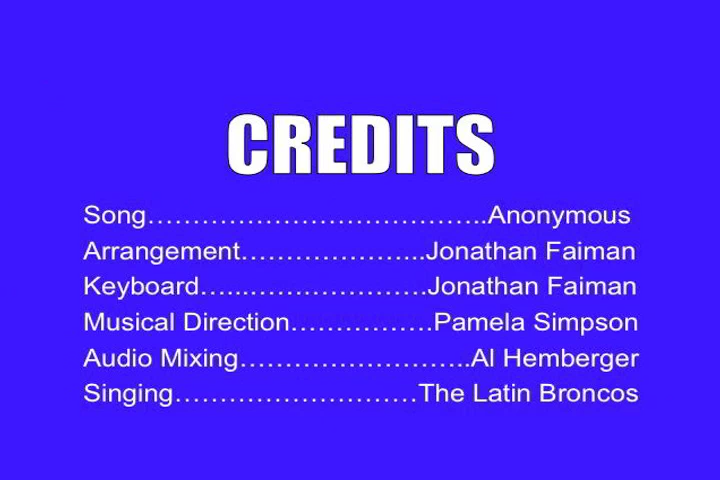 CREDITS
Song…………………………………..Anonymous
Arrangement………………...Jonathan Faiman
Keyboard…...………………….Jonathan Faiman
Musical Direction…………….Pamela Simpson
Audio Mixing……………………..Al Hemberger
Singing………………………The Latin Broncos